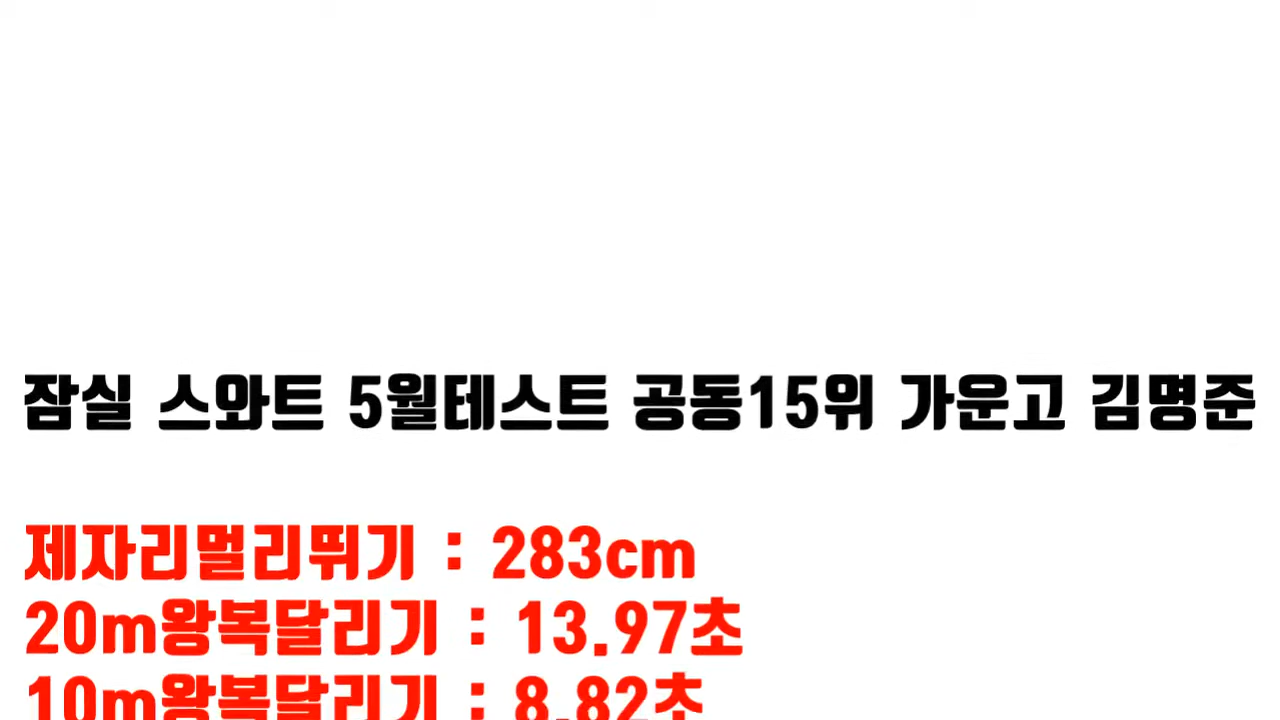 잠실 스와트 5월테스트 공동15위 가운고 김명준
제자리멀리뛰기 : 283cm
20m왕복달리기 : 13.97초
10m왕복달리기 : 8.82초